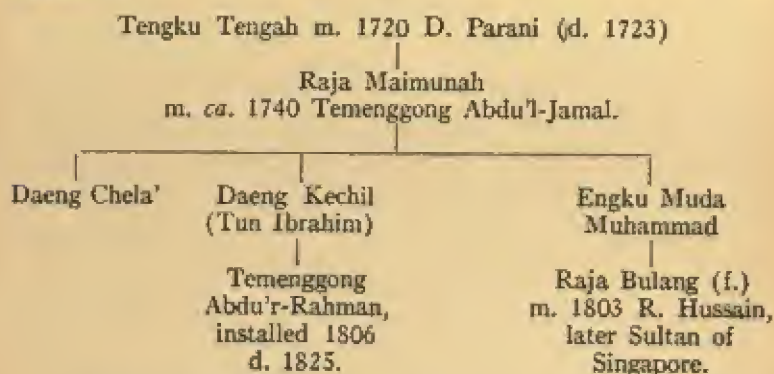 Tengku Tengah m. 1720 D. Parani (d. 1723)
Raja Maimunah
m. ca. 1740 Temenggong Abdu'l-Jamal.
Daeng Chela'
Daeng Kechil
(Tun Ibrahim)
Temenggong
Abdu'r-Rahman,
installed 1806
d. 1825.
Engku Muda
Muhammad
Raja Bulang (f.)
m. 1803 R. Hussain,
later Sultan of
Singapore.